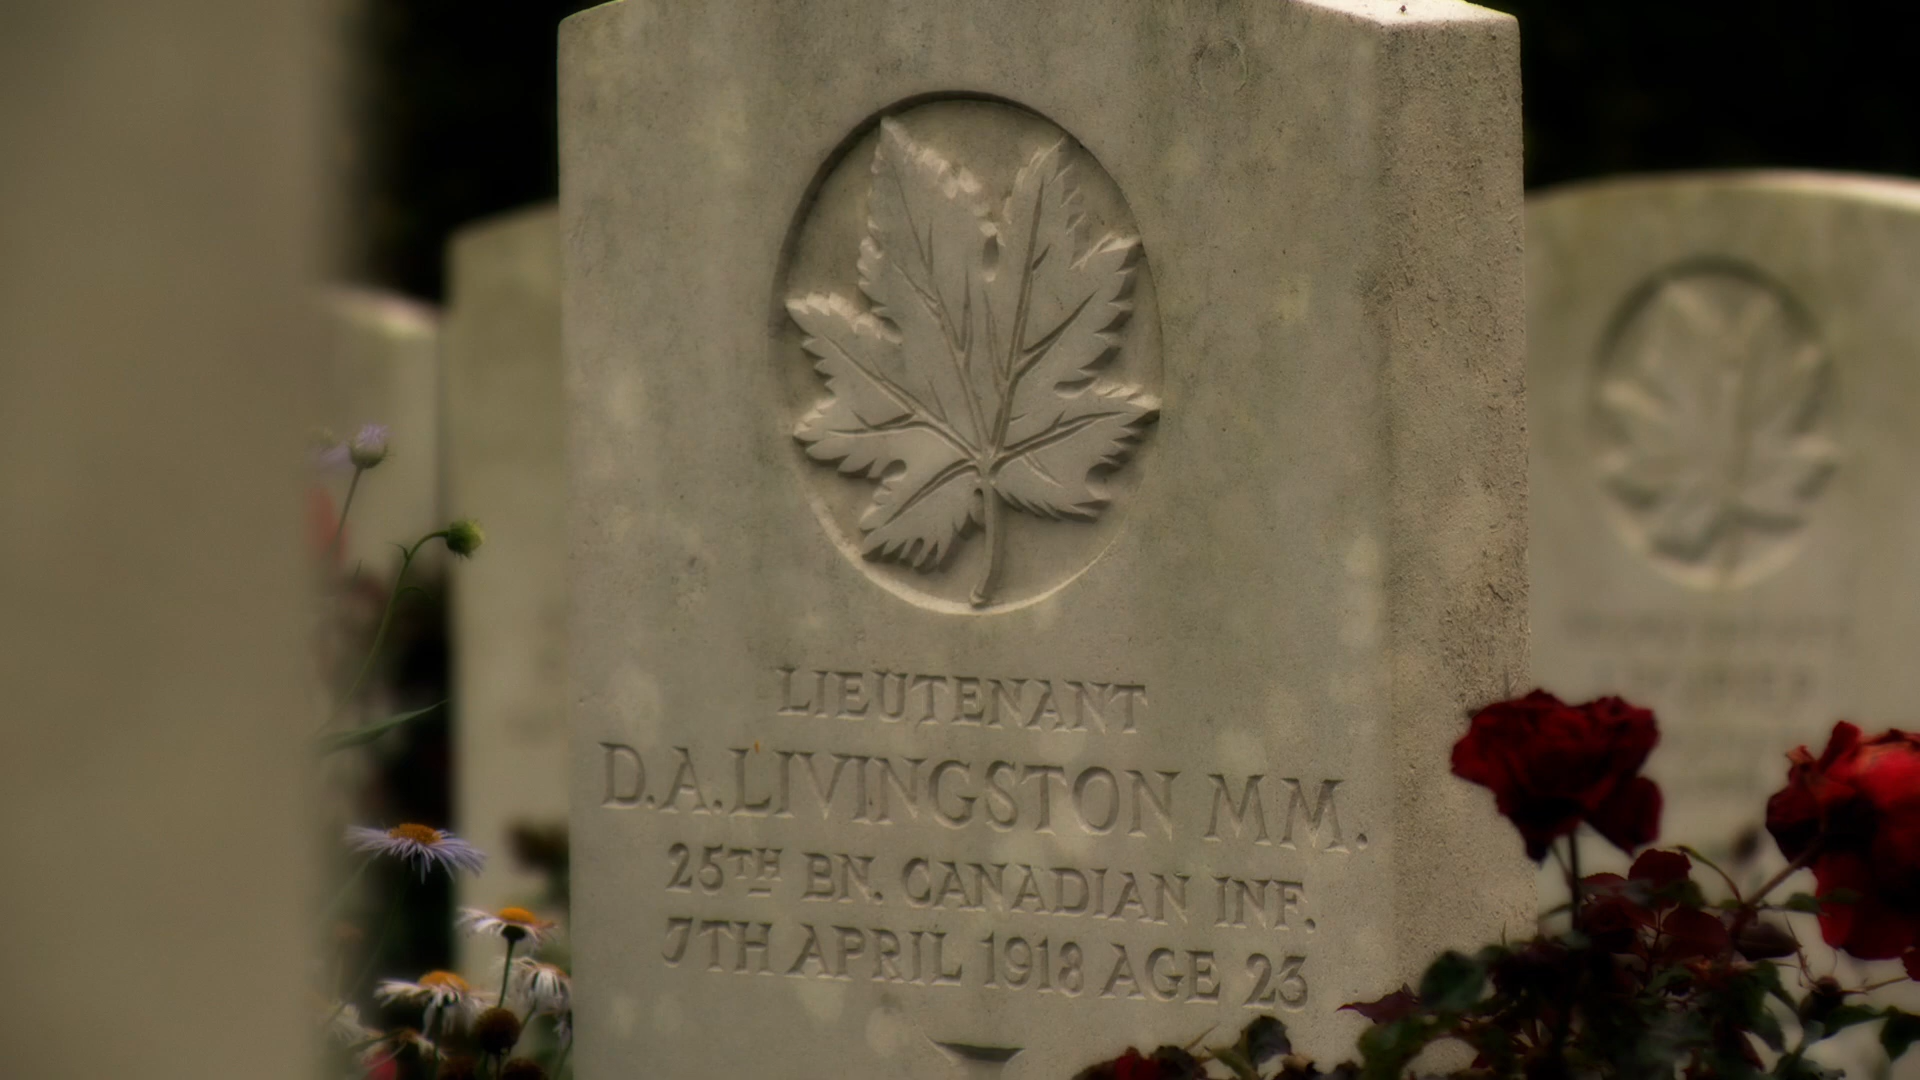 LIEUTENANT
D.A.LIVINGSTON MM.
25TH BN. CANADIAN INF.
7TH APRIL 1918 AGE 23